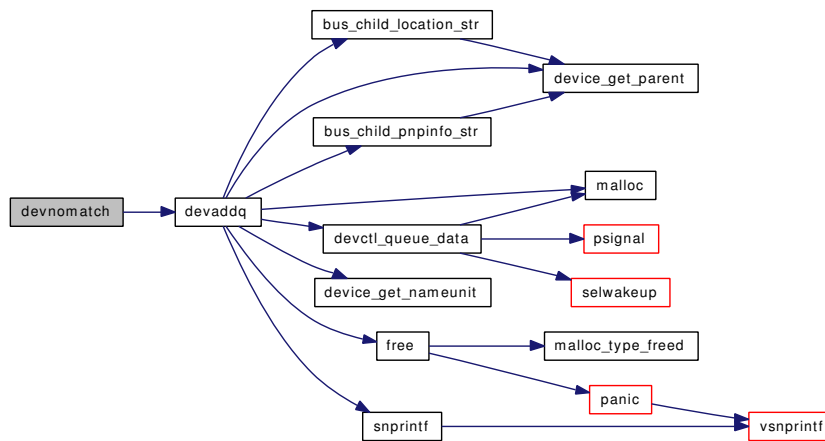 bus_child_location_str
device_get_parent
bus_child_pnpinfo_str
malloc
devnomatch
devaddq
devctl_queue_data
psignal
device_get_nameunit
selwakeup
free
malloc_type_freed
panic
snprintf
vsnprintf